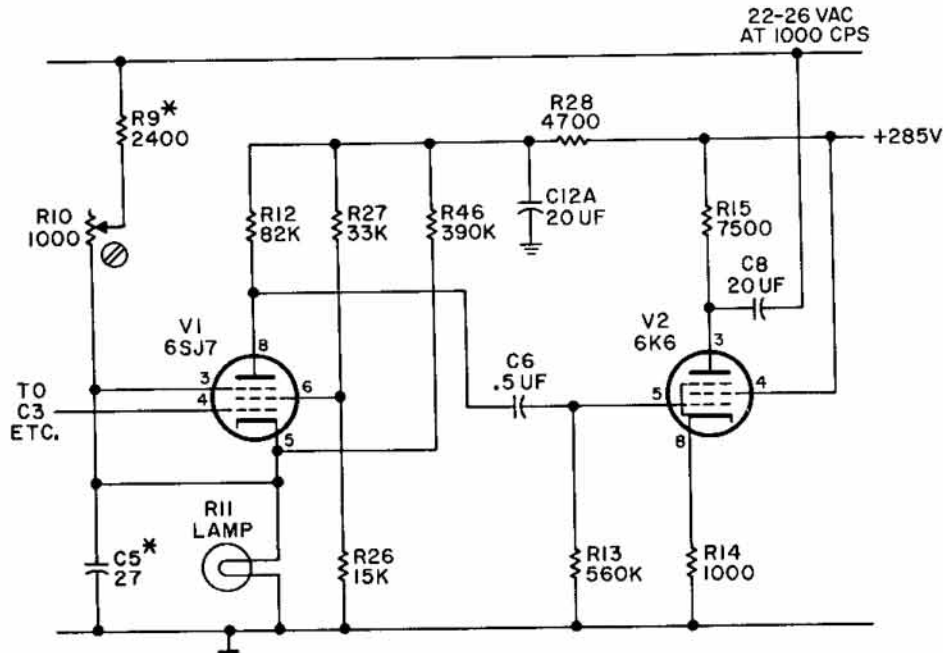 22-26 VAC
AT 1000 CPS
R9*
2400
R28
4700
+285V
R10
1000
R12
82K
R27
33K
R46
390K
C12A
20 UF
R15
7500
C8
20 UF
V1
6SJ7
8
V2
6K6
3
TO
C3
ETC.
3
4
6
5
C6
.5 UF
5
4
8
R11
LAMP
C5*
27
R26
15K
R13
560K
R14
1000